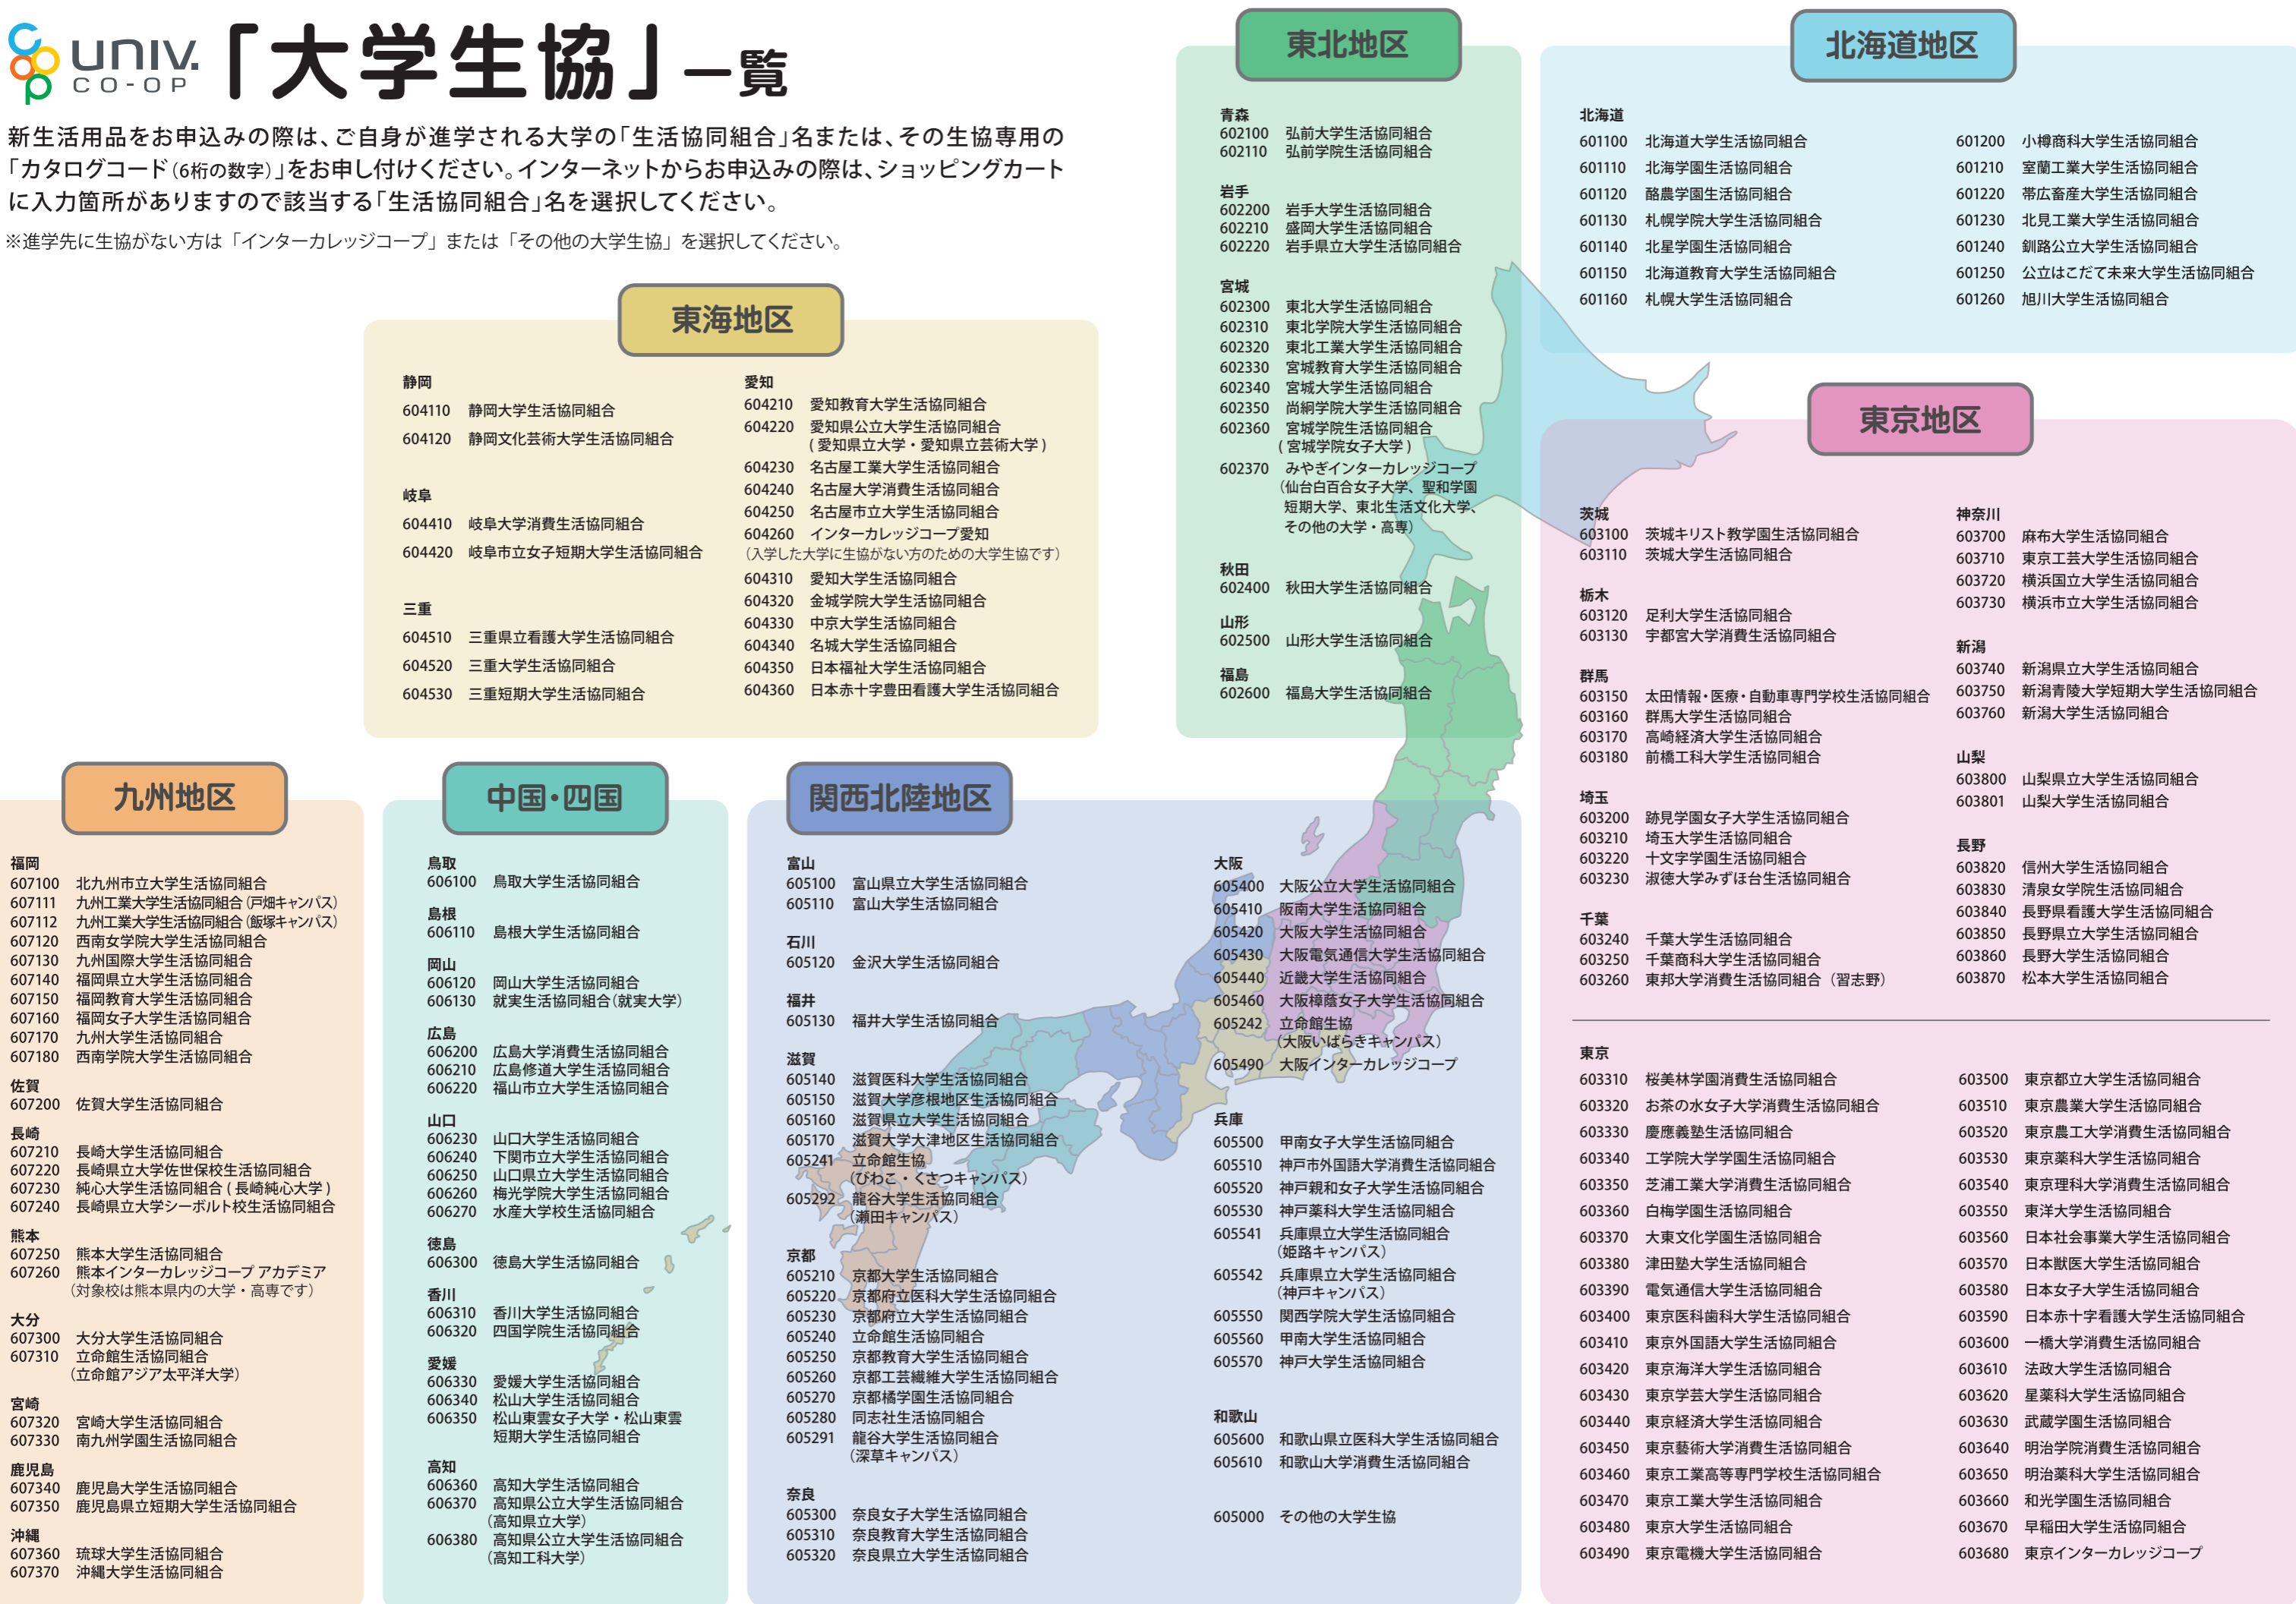 univ.
CO-OP
「大学生協」一覧
新生活用品をお申込みの際は、ご自身が進学される大学の「生活協同組合」名または、その生協専用の
「カタログコード（6桁の数字）」をお申し付けください。インターネットからお申込みの際は、ショッピングカート
に入力箇所がありますので該当する「生活協同組合」名を選択してください。
※進学先に生協がない方は「インターカレッジコープ」または「その他の大学生協」を選択してください。
東北地区
青森
602100 弘前大学生活協同組合
602110 弘前学院生活協同組合
岩手
602200 岩手大学生活協同組合
602210 盛岡大学生活協同組合
602220 岩手県立大学生活協同組合
宮城
602300 東北大学生活協同組合
602310 東北学院大学生活協同組合
602320 東北工業大学生活協同組合
602330 宮城教育大学生活協同組合
602340 宮城大学生活協同組合
602350 尚絅学院大学生活協同組合
602360 宮城学院生活協同組合
( 宮城学院女子大学 )
602370 みやぎインターカレッジコープ
（仙台白百合女子大学、聖和学園
短期大学、東北生活文化大学、
その他の大学・高専）
秋田
602400 秋田大学生活協同組合
山形
602500 山形大学生活協同組合
福島
602600 福島大学生活協同組合
北海道地区
北海道
601100 北海道大学生活協同組合
601110 北海学園生活協同組合
601120 酪農学園生活協同組合
601130 札幌学院大学生活協同組合
601140 北星学園生活協同組合
601150 北海道教育大学生活協同組合
601160 札幌大学生活協同組合
601200 小樽商科大学生活協同組合
601210 室蘭工業大学生活協同組合
601220 帯広畜産大学生活協同組合
601230 北見工業大学生活協同組合
601240 釧路公立大学生活協同組合
601250 公立はこだて未来大学生活協同組合
601260 旭川大学生活協同組合
東海地区
静岡
604110 静岡大学生活協同組合
604120 静岡文化芸術大学生活協同組合
岐阜
604410 岐阜大学消費生活協同組合
604420 岐阜市立女子短期大学生活協同組合
三重
604510 三重県立看護大学生活協同組合
604520 三重大学生活協同組合
604530 三重短期大学生活協同組合
愛知
604210 愛知教育大学生活協同組合
604220 愛知県公立大学生活協同組合
( 愛知県立大学・愛知県立芸術大学 )
604230 名古屋工業大学生活協同組合
604240 名古屋大学消費生活協同組合
604250 名古屋市立大学生活協同組合
604260 インターカレッジコープ愛知
（入学した大学に生協がない方のための大学生協です）
604310 愛知大学生活協同組合
604320 金城学院大学生活協同組合
604330 中京大学生活協同組合
604340 名城大学生活協同組合
604350 日本福祉大学生活協同組合
604360 日本赤十字豊田看護大学生活協同組合
東京地区
茨城
603100 茨城キリスト教学園生活協同組合
603110 茨城大学生活協同組合
栃木
603120 足利大学生活協同組合
603130 宇都宮大学消費生活協同組合
群馬
603150 太田情報・医療・自動車専門学校生活協同組合
603160 群馬大学生活協同組合
603170 高崎経済大学生活協同組合
603180 前橋工科大学生活協同組合
埼玉
603200 跡見学園女子大学生活協同組合
603210 埼玉大学生活協同組合
603220 十文字学園生活協同組合
603230 淑徳大学みずほ台生活協同組合
千葉
603240 千葉大学生活協同組合
603250 千葉商科大学生活協同組合
603260 東邦大学消費生活協同組合（習志野）
神奈川
603700 麻布大学生活協同組合
603710 東京工芸大学生活協同組合
603720 横浜国立大学生活協同組合
603730 横浜市立大学生活協同組合
新潟
603740 新潟県立大学生活協同組合
603750 新潟青陵大学短期大学生活協同組合
603760 新潟大学生活協同組合
山梨
603800 山梨県立大学生活協同組合
603801 山梨大学生活協同組合
長野
603820 信州大学生活協同組合
603830 清泉女学院生活協同組合
603840 長野県看護大学生活協同組合
603850 長野県立大学生活協同組合
603860 長野大学生活協同組合
603870 松本大学生活協同組合
東京
603310 桜美林学園消費生活協同組合
603320 お茶の水女子大学消費生活協同組合
603330 慶應義塾生活協同組合
603340 工学院大学学園生活協同組合
603350 芝浦工業大学消費生活協同組合
603360 白梅学園生活協同組合
603370 大東文化学園生活協同組合
603380 津田塾大学生活協同組合
603390 電気通信大学生活協同組合
603400 東京医科歯科大学生活協同組合
603410 東京外国語大学生活協同組合
603420 東京海洋大学生活協同組合
603430 東京学芸大学生活協同組合
603440 東京経済大学生活協同組合
603450 東京藝術大学消費生活協同組合
603460 東京工業高等専門学校生活協同組合
603470 東京工業大学生活協同組合
603480 東京大学生活協同組合
603490 東京電機大学生活協同組合
603500 東京都立大学生活協同組合
603510 東京農業大学生活協同組合
603520 東京農工大学消費生活協同組合
603530 東京薬科大学生活協同組合
603540 東京理科大学消費生活協同組合
603550 東洋大学生活協同組合
603560 日本社会事業大学生活協同組合
603570 日本獣医大学生活協同組合
603580 日本女子大学生活協同組合
603590 日本赤十字看護大学生活協同組合
603600 一橋大学消費生活協同組合
603610 法政大学生活協同組合
603620 星薬科大学生活協同組合
603630 武蔵学園生活協同組合
603640 明治学院消費生活協同組合
603650 明治薬科大学生活協同組合
603660 和光学園生活協同組合
603670 早稲田大学生活協同組合
603680 東京インターカレッジコープ
九州地区
福岡
607100 北九州市立大学生活協同組合
607111 九州工業大学生活協同組合（戸畑キャンパス）
607112 九州工業大学生活協同組合（飯塚キャンパス）
607120 西南女学院大学生活協同組合
607130 九州国際大学生活協同組合
607140 福岡県立大学生活協同組合
607150 福岡教育大学生活協同組合
607160 福岡女子大学生活協同組合
607170 九州大学生活協同組合
607180 西南学院大学生活協同組合
佐賀
607200 佐賀大学生活協同組合
長崎
607210 長崎大学生活協同組合
607220 長崎県立大学佐世保校生活協同組合
607230 純心大学生活協同組合 ( 長崎純心大学 )
607240 長崎県立大学シーボルト校生活協同組合
熊本
607250 熊本大学生活協同組合
607260 熊本インターカレッジコープ アカデミア
（対象校は熊本県内の大学・高専です）
大分
607300 大分大学生活協同組合
607310 立命館生活協同組合
（立命館アジア太平洋大学）
宮崎
607320 宮崎大学生活協同組合
607330 南九州学園生活協同組合
鹿児島
607340 鹿児島大学生活協同組合
607350 鹿児島県立短期大学生活協同組合
沖縄
607360 琉球大学生活協同組合
607370 沖縄大学生活協同組合
中国・四国
鳥取
606100 鳥取大学生活協同組合
島根
606110 島根大学生活協同組合
岡山
606120 岡山大学生活協同組合
606130 就実生活協同組合（就実大学）
広島
606200 広島大学消費生活協同組合
606210 広島修道大学生活協同組合
606220 福山市立大学生活協同組合
山口
606230 山口大学生活協同組合
606240 下関市立大学生活協同組合
606250 山口県立大学生活協同組合
606260 梅光学院大学生活協同組合
606270 水産大学校生活協同組合
徳島
606300 徳島大学生活協同組合
香川
606310 香川大学生活協同組合
606320 四国学院生活協同組合
愛媛
606330 愛媛大学生活協同組合
606340 松山大学生活協同組合
606350 松山東雲女子大学・松山東雲
短期大学生活協同組合
高知
606360 高知大学生活協同組合
606370 高知県公立大学生活協同組合
（高知県立大学）
606380 高知県公立大学生活協同組合
（高知工科大学）
関西北陸地区
富山
605100 富山県立大学生活協同組合
605110 富山大学生活協同組合
石川
605120 金沢大学生活協同組合
福井
605130 福井大学生活協同組合
滋賀
605140 滋賀医科大学生活協同組合
605150 滋賀大学彦根地区生活協同組合
605160 滋賀県立大学生活協同組合
605170 滋賀大学大津地区生活協同組合
605241 立命館生協
（びわこ・くさつキャンパス）
605292 龍谷大学生活協同組合
（瀬田キャンパス）
京都
605210 京都大学生活協同組合
605220 京都府立医科大学生活協同組合
605230 京都府立大学生活協同組合
605240 立命館生活協同組合
605250 京都教育大学生活協同組合
605260 京都工芸繊維大学生活協同組合
605270 京都橘学園生活協同組合
605280 同志社生活協同組合
605291 龍谷大学生活協同組合
（深草キャンパス）
奈良
605300 奈良女子大学生活協同組合
605310 奈良教育大学生活協同組合
605320 奈良県立大学生活協同組合
大阪
605400 大阪公立大学生活協同組合
605410 阪南大学生活協同組合
605420 大阪大学生活協同組合
605430 大阪電気通信大学生活協同組合
605440 近畿大学生活協同組合
605460 大阪樟蔭女子大学生活協同組合
605242 立命館生協
（大阪いばらきキャンパス）
605490 大阪インターカレッジコープ
兵庫
605500 甲南女子大学生活協同組合
605510 神戸市外国語大学消費生活協同組合
605520 神戸親和女子大学生活協同組合
605530 神戸薬科大学生活協同組合
605541 兵庫県立大学生活協同組合
（姫路キャンパス）
605542 兵庫県立大学生活協同組合
（神戸キャンパス）
605550 関西学院大学生活協同組合
605560 甲南大学生活協同組合
605570 神戸大学生活協同組合
和歌山
605600 和歌山県立医科大学生活協同組合
605610 和歌山大学消費生活協同組合
605000 その他の大学生協